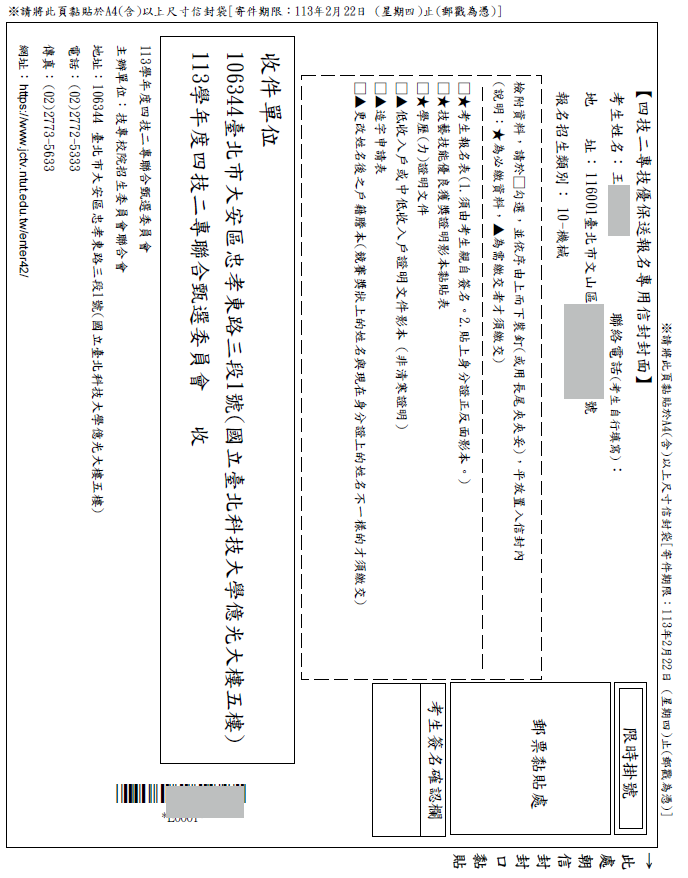 ※請將此頁黏貼於A4(含)以上尺寸信封袋[寄件期限：113年2月22日 (星期四)止(郵戳為憑)]
※請將此頁黏貼於A4(含)以上尺寸信封袋[寄件期限：113年2月22日 (星期四)止(郵戳為憑)]
【四技二專技優保送報名專用信封封面】
考生姓名：王 聯絡電話(考生自行填寫)：
地 址：116001臺北市文山區 號
報名招生類別： 10-機械
限時掛號
郵票黏貼處
考生簽名確認欄
檢附資料，請於□勾選，並依序由上而下裝釘(或用長尾夾夾妥)，平放置入信封內
(說明：★為必繳資料，▲為需繳交者才須繳交)
□★考生報名表(1.須由考生親自簽名。2.貼上身分證正反面影本。)
□★技藝技能優良獲獎證明影本黏貼表
□★學歷(力)證明文件
□▲低收入戶或中低收入戶證明文件影本（非清寒證明）
□▲造字申請表
□▲更改姓名後之戶籍謄本(競賽獎狀上的姓名與現在身分證上的姓名不一樣的才須繳交)
收件單位
106344臺北市大安區忠孝東路三段1號(國立臺北科技大學億光大樓五樓)
113學年度四技二專聯合甄選委員會 收
113學年度四技二專聯合甄選委員會
主辦單位：技專校院招生委員會聯合會
地址：106344 臺北市大安區忠孝東路三段1號(國立臺北科技大學億光大樓五樓)
電話：(02)2772-5333
傳真：(02)2773-5633
網址：https://www.jctv.ntut.edu.tw/enter42/
↑此處朝信封封口黏貼